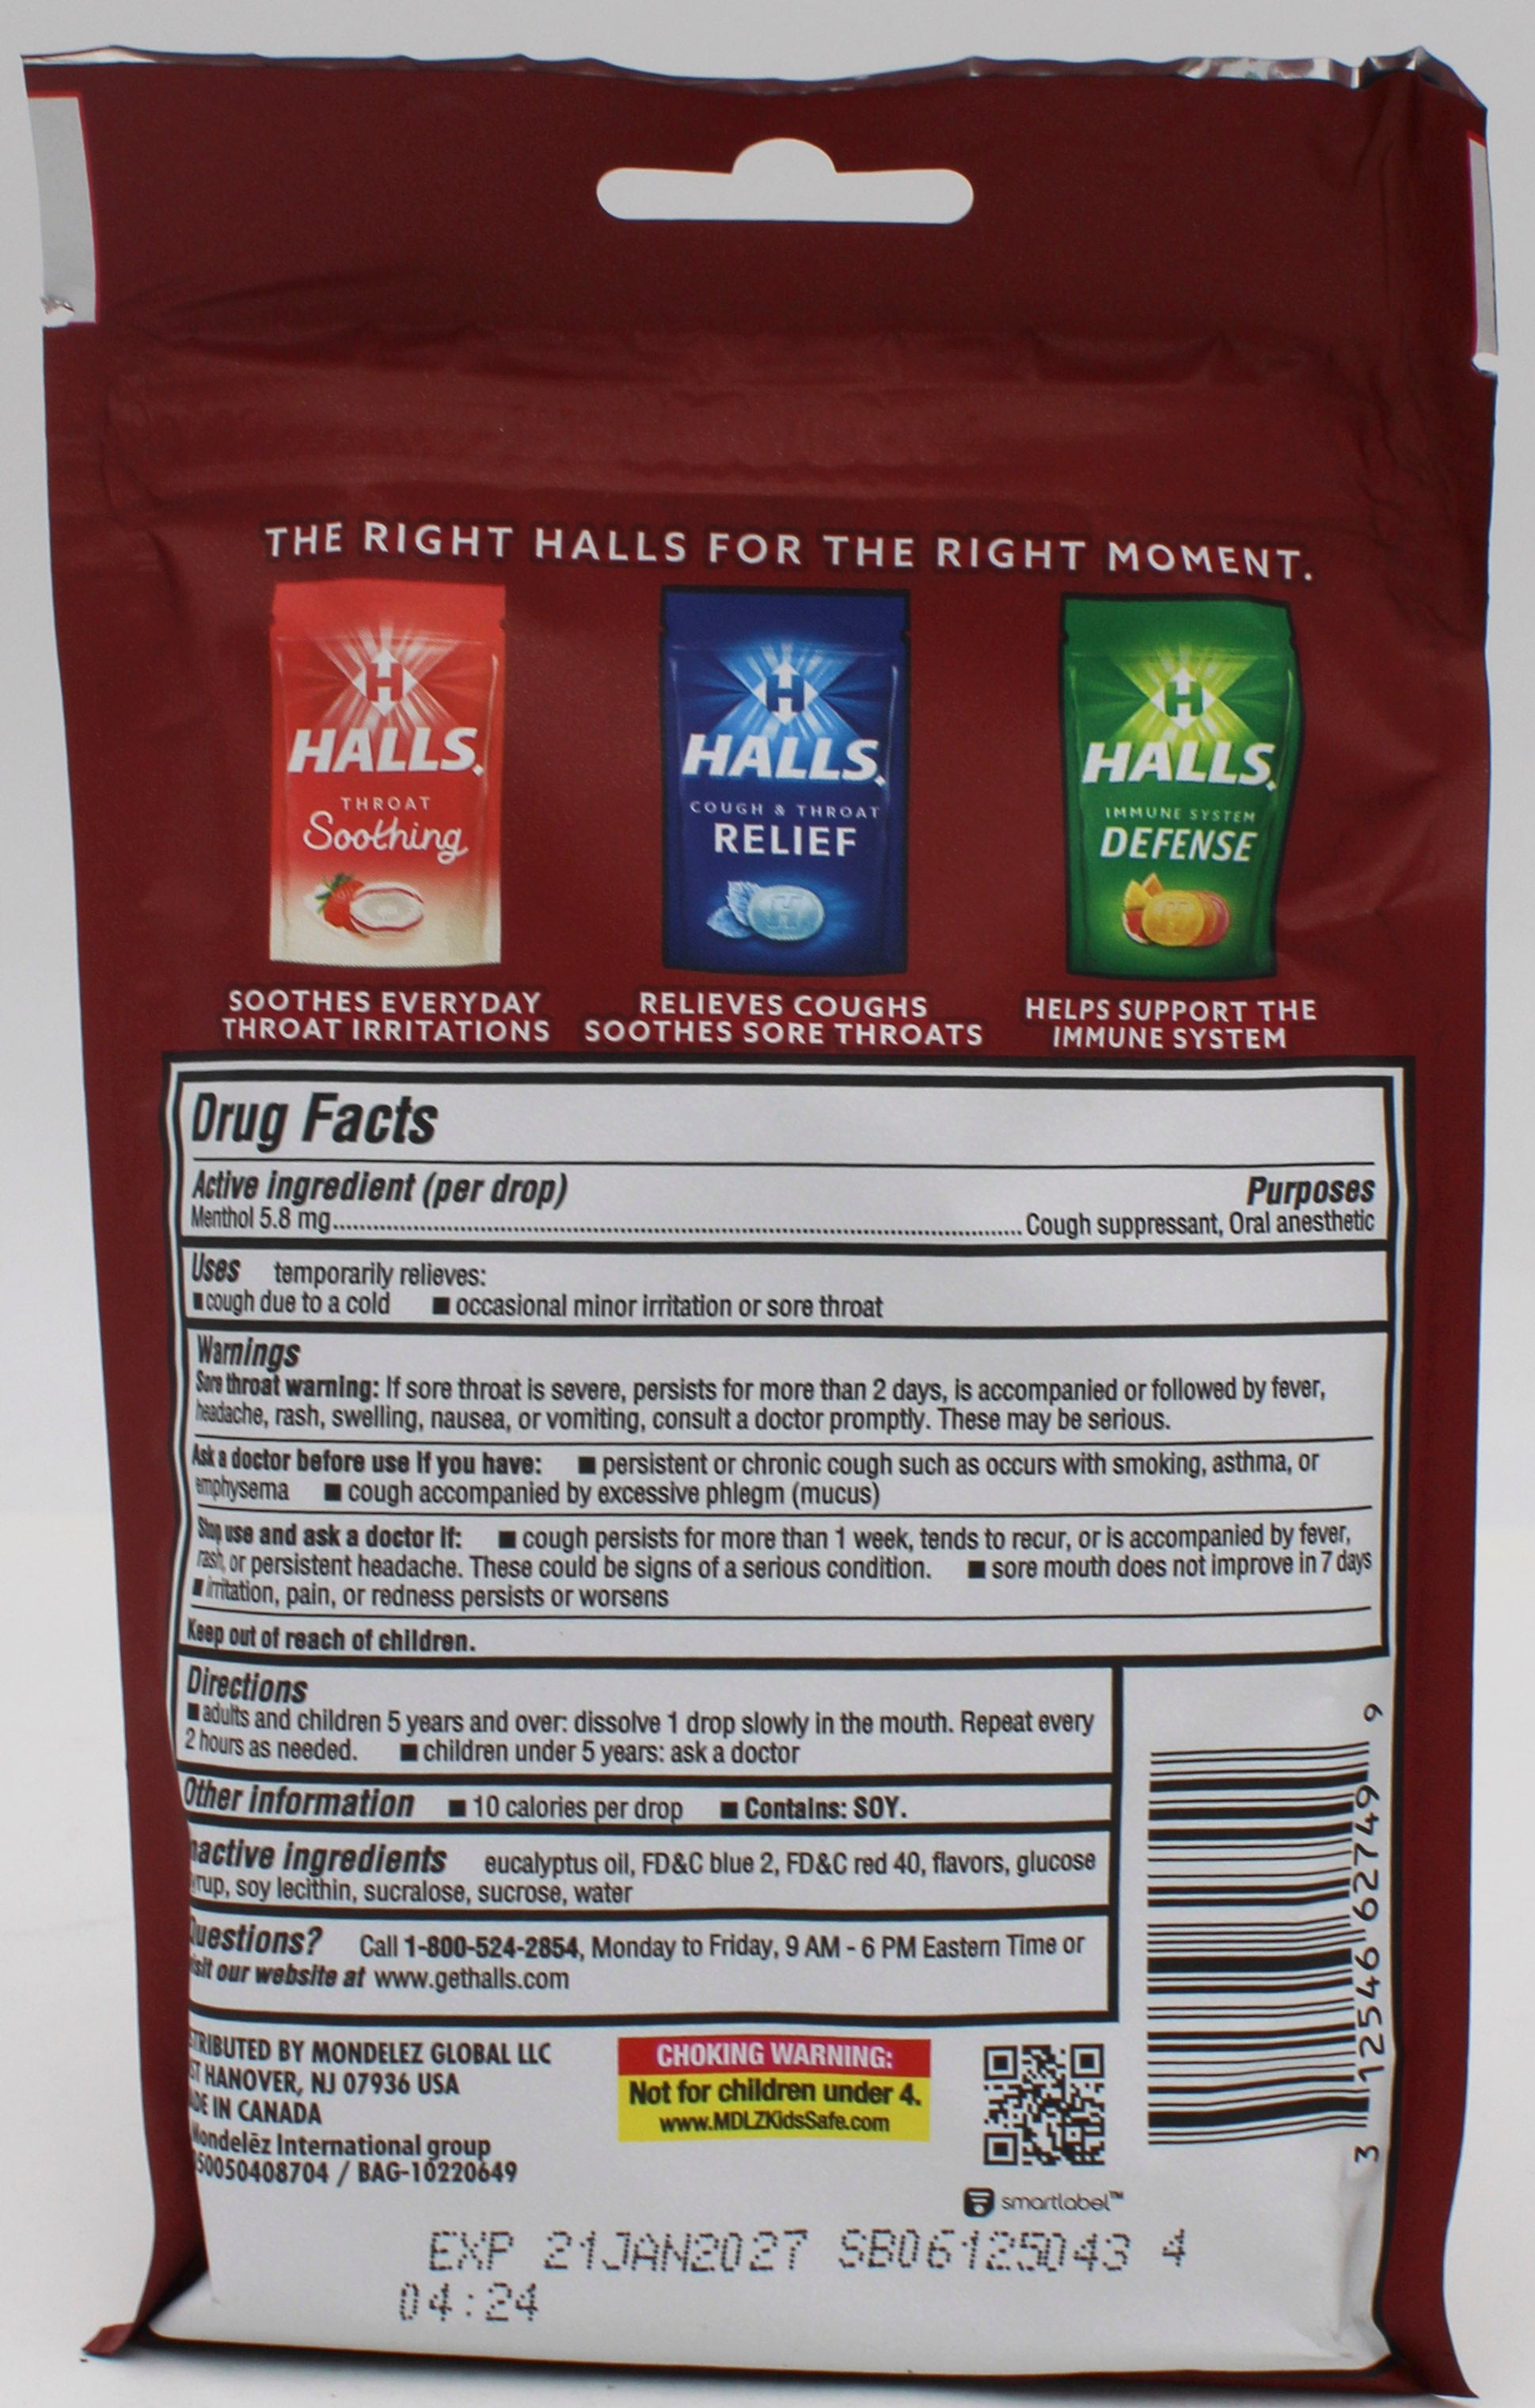 THE RIGHT HALLS FOR THE RIGHT MOMENT.
H
HALLS
THROAT
Soothing
H
HALLS
COUGH & THROAT
RELIEF
H
H
HALLS
IMMUNE SYSTEM
DEFENSE
SOOTHES EVERYDAY
THROAT IRRITATIONS
RELIEVES COUGHS
SOOTHES SORE THROATS
HELPS SUPPORT THE
IMMUNE SYSTEM
Drug Facts
Active ingredient (per drop) Purposes
Menthol 5.8 mg.......... Cough suppressant, Oral anesthetic
Uses temporarily relieves:
■ cough due to a cold ■ occasional minor irritation or sore throat
Warnings
Sore throat warning: If sore throat is severe, persists for more than 2 days, is accompanied or followed by fever,
headache, rash, swelling, nausea, or vomiting, consult a doctor promptly. These may be serious.
Ask a doctor before use if you have: ■ persistent or chronic cough such as occurs with smoking, asthma, or
emphysema ■ cough accompanied by excessive phlegm (mucus)
Stop use and ask a doctor if: ■ cough persists for more than 1 week, tends to recur, or is accompanied by fever,
rash, or persistent headache. These could be signs of a serious condition. ■ sore mouth does not improve in 7 days
■ irritation, pain, or redness persists or worsens
Keep out of reach of children.
Directions
■ adults and children 5 years and over: dissolve 1 drop slowly in the mouth. Repeat every
2 hours as needed. ■ children under 5 years: ask a doctor
Other information ■ 10 calories per drop ■ Contains: SOY.
nactive ingredients eucalyptus oil, FD&C blue 2, FD&C red 40, flavors, glucose
rup, soy lecithin, sucralose, sucrose, water
Questions? Call 1-800-524-2854, Monday to Friday, 9 AM - 6 PM Eastern Time or
isit our website at www.gethalls.com
TRIBUTED BY MONDELEZ GLOBAL LLC
ST HANOVER, NJ 07936 USA
ADE IN CANADA
Mondelēz International group
50050408704 / BAG-10220649
CHOKING WARNING:
Not for children under 4.
www.MDLZKidsSafe.com
smartlabel™
3 12546 62749 9
EXP 21JAN2027 SB06125043 4
04:24